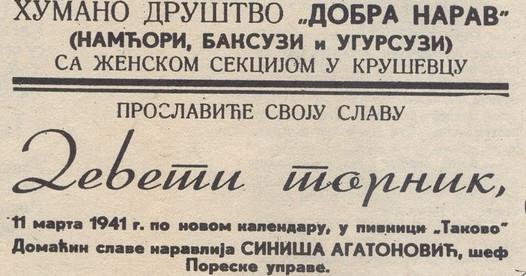 ХУМАНО ДРУШТВО „ДОБРА НАРАВ"
(НАМЋОРИ, БАКСУЗИ и УГУРСУЗИ)
СА ЖЕНСКОМ СЕКЦИЈОМ У КРУШЕВЦУ
ПРОСЛАВИЋЕ СВОЈУ СЛАВУ
Девети торник,
11 марта 1941 г. по новом календару, у пивници „Таково"
Домаћин славе наравлија СИНИША АГАТОНОВИЋ, шеф
Пореске управе.